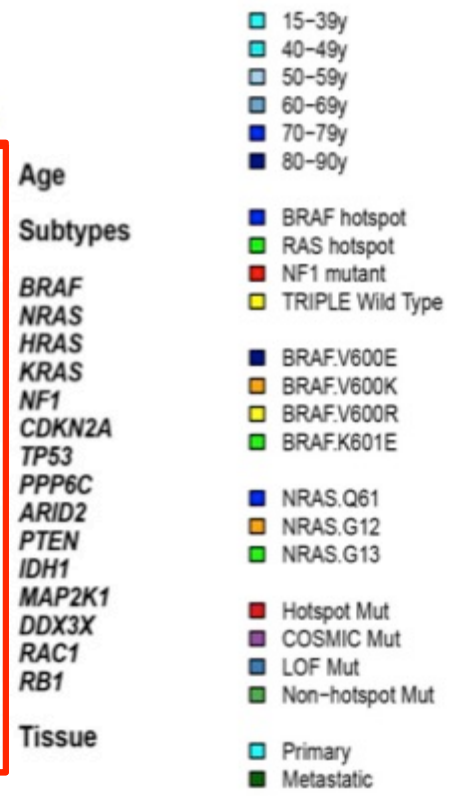 Age
Subtypes
BRAF
NRAS
HRAS
KRAS
NF1
CDKN2A
TP53
PPP6C
ARID2
PTEN
IDH1
MAP2K1
DDX3X
RAC1
RB1
Tissue
15−39y
40−49y
50−59y
60−69y
70−79y
80−90y
BRAF hotspot
RAS hotspot
NF1 mutant
TRIPLE Wild Type
BRAF.V600E
BRAF.V600K
BRAF.V600R
BRAF.K601E
NRAS.Q61
NRAS.G12
NRAS.G13
Hotspot Mut
COSMIC Mut
LOF Mut
Non−hotspot Mut
Primary
Metastatic